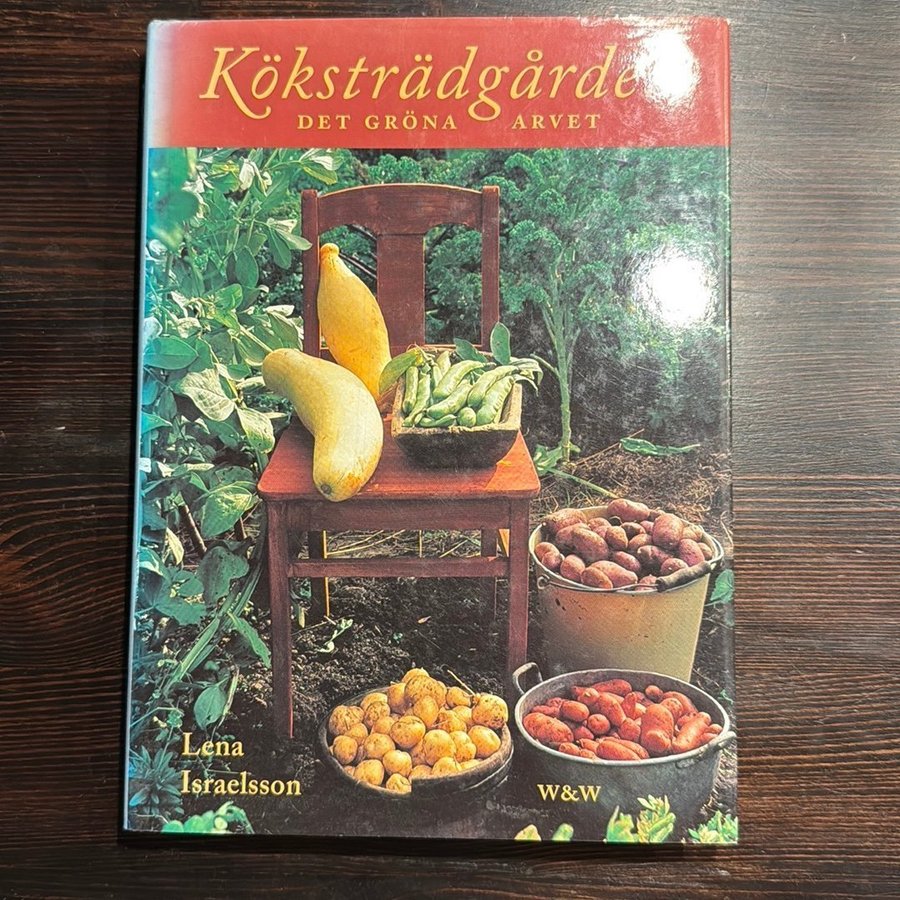 Köksträdgårde
DET GRÖNA ARVET
Lena
Israelsson
W&W